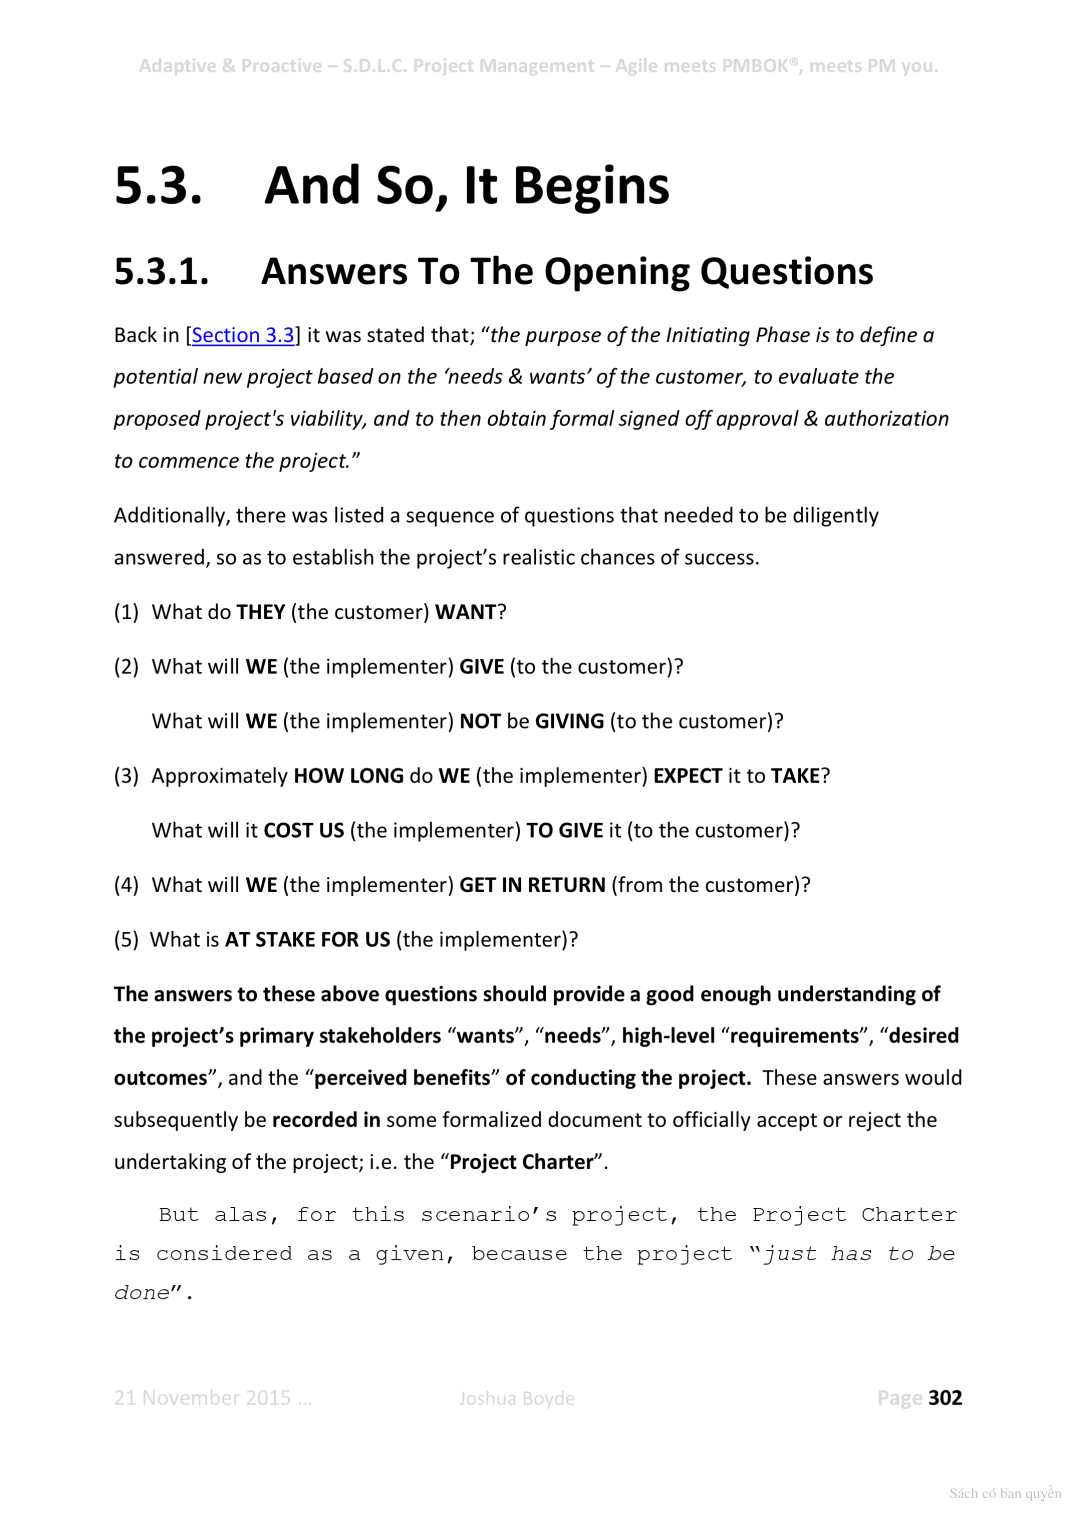 Adaptive & Proactive – S.D.L.C. Project Management – Agile meets PMBOK®, meets PM you.
5.3. And So, It Begins
5.3.1. Answers To The Opening Questions
Back in [Section 3.3] it was stated that; “the purpose of the Initiating Phase is to define a
potential new project based on the ‘needs & wants’ of the customer, to evaluate the
proposed project's viability, and to then obtain formal signed off approval & authorization
to commence the project.”
Additionally, there was listed a sequence of questions that needed to be diligently
answered, so as to establish the project’s realistic chances of success.
(1) What do THEY (the customer) WANT?
(2) What will WE (the implementer) GIVE (to the customer)?
What will WE (the implementer) NOT be GIVING (to the customer)?
(3) Approximately HOW LONG do WE (the implementer) EXPECT it to TAKE?
What will it COST US (the implementer) TO GIVE it (to the customer)?
(4) What will WE (the implementer) GET IN RETURN (from the customer)?
(5) What is AT STAKE FOR US (the implementer)?
The answers to these above questions should provide a good enough understanding of
the project’s primary stakeholders “wants”, “needs”, high-level “requirements”, “desired
outcomes”, and the “perceived benefits” of conducting the project. These answers would
subsequently be recorded in some formalized document to officially accept or reject the
undertaking of the project; i.e. the “Project Charter”.
But alas, for this scenario’s project, the Project Charter
is considered as a given, because the project “just has to be
done”.
21 November 2015 … Joshua Boyde Page 302
Sách có bản quyền